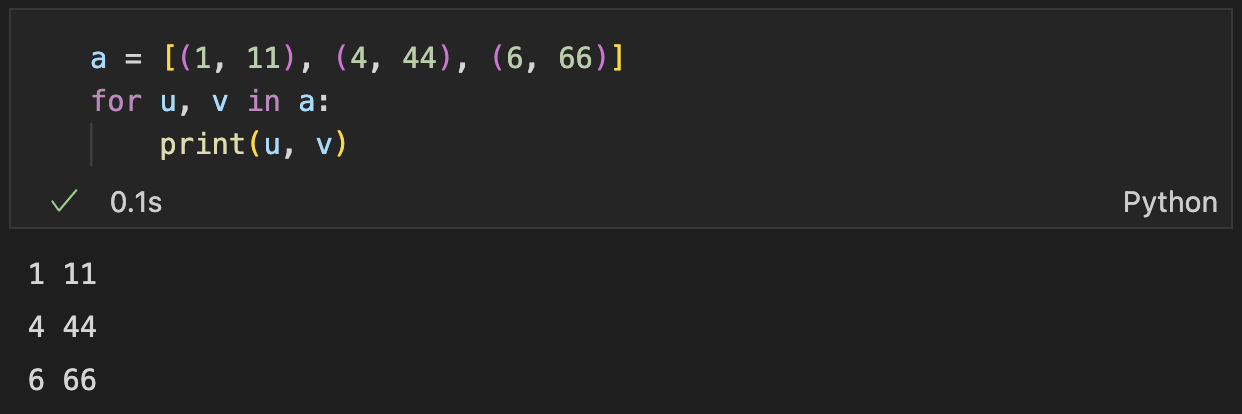 a = [(1, 11), (4, 44), (6, 66)]
for u, v in a:
    print(u, v)
0.1s
Python
1 11
4 44
6 66